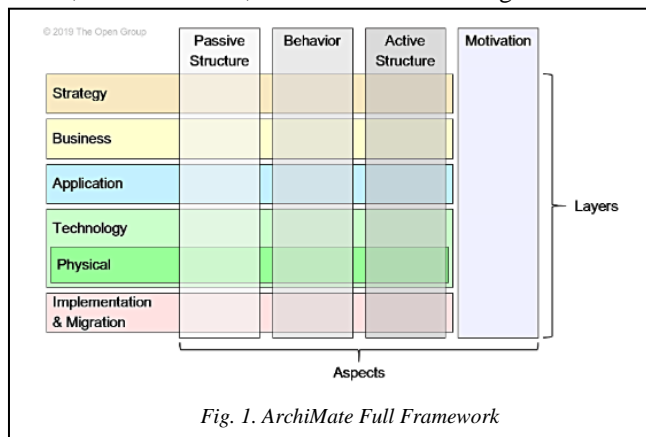 © 2019 The Open Group
Passive
Structure
Behavior
Active
Structure
Motivation
Strategy
Business
Application
Technology
Physical
Implementation
& Migration
Layers
Aspects
Fig. 1. ArchiMate Full Framework